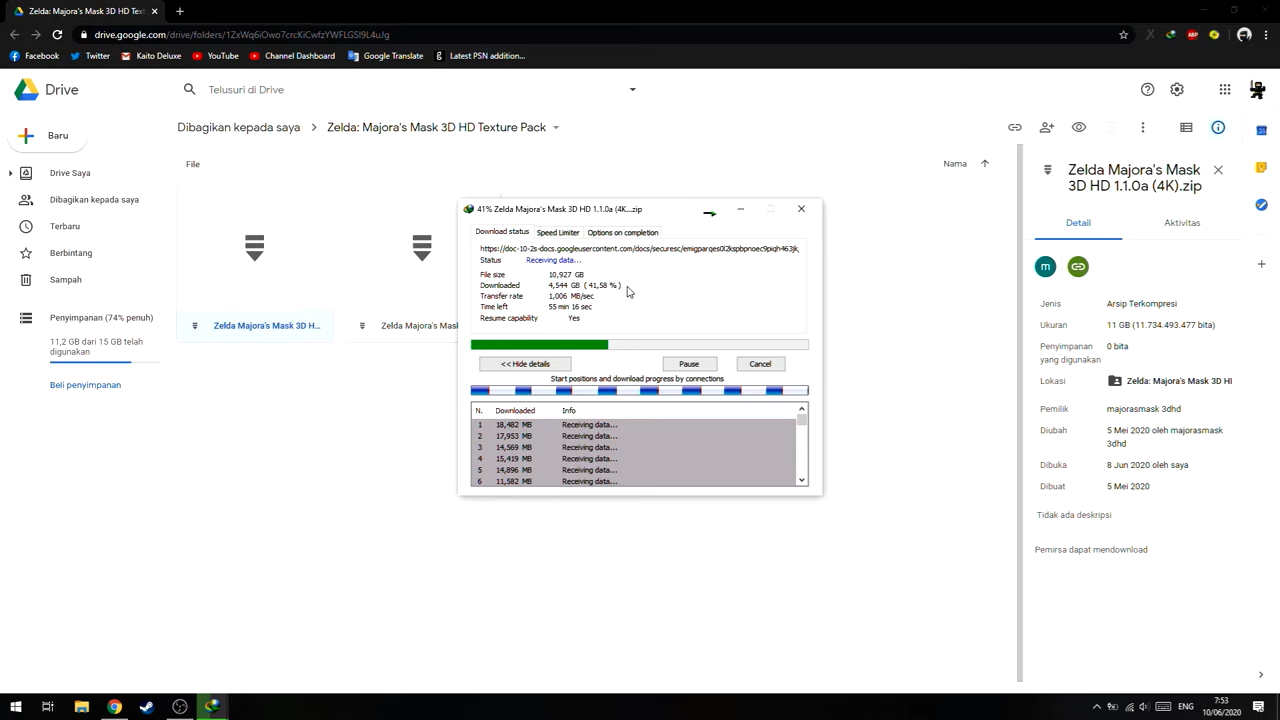 Zelda: Majora's Mask 3D HD Text
drive.google.com/drive/folders/1ZxWq6iOwo7crcKiCwfzYWFLGSI9L4uJg
Facebook
Twitter
Kaito Deluxe
YouTube
Channel Dashboard
Google Translate
Latest PSN addition...
Drive
Telusuri di Drive
Baru
Dibagikan kepada saya
Zelda: Majora's Mask 3D HD Texture Pack
File
Nama
Drive Saya
Dibagikan kepada saya
Terbaru
Berbintang
Sampah
Penyimpanan (74% penuh)
11,2 GB dari 15 GB telah
digunakan
Beli penyimpanan
Zelda Majora's Mask 3D H...
Zelda Majora's Mask
41% Zelda Majora's Mask 3D HD 1.1.0a (4K...zip
Download status
Speed Limiter
Options on completion
Status
Receiving data...
File size
10,927 GB
Downloaded
4,544 GB ( 41,58 % )
Transfer rate
1,006 MB/sec
Time left
55 min 16 sec
Resume capability
Yes
<< Hide details
Pause
Cancel
Start positions and download progress by connections
N. Downloaded Info
1 18,482 MB Receiving data...
2 17,953 MB Receiving data...
3 14,569 MB Receiving data...
4 15,419 MB Receiving data...
5 14,896 MB Receiving data...
6 11,582 MB Receiving data...
Zelda Majora's Mask
3D HD 1.1.0a (4K).zip
Detail
Aktivitas
m
Jenis
Arsip Terkompresi
Ukuran
11 GB (11.734.493.477 bita)
Penyimpanan
yang digunakan
0 bita
Lokasi
Zelda: Majora's Mask 3D HI
Pemilik
majorasmask 3dhd
Diubah
5 Mei 2020 oleh majorasmask
3dhd
Dibuka
8 Jun 2020 oleh saya
Dibuat
5 Mei 2020
Tidak ada deskripsi
Pemirsa dapat mendownload
ENG
7:53
10/06/2020